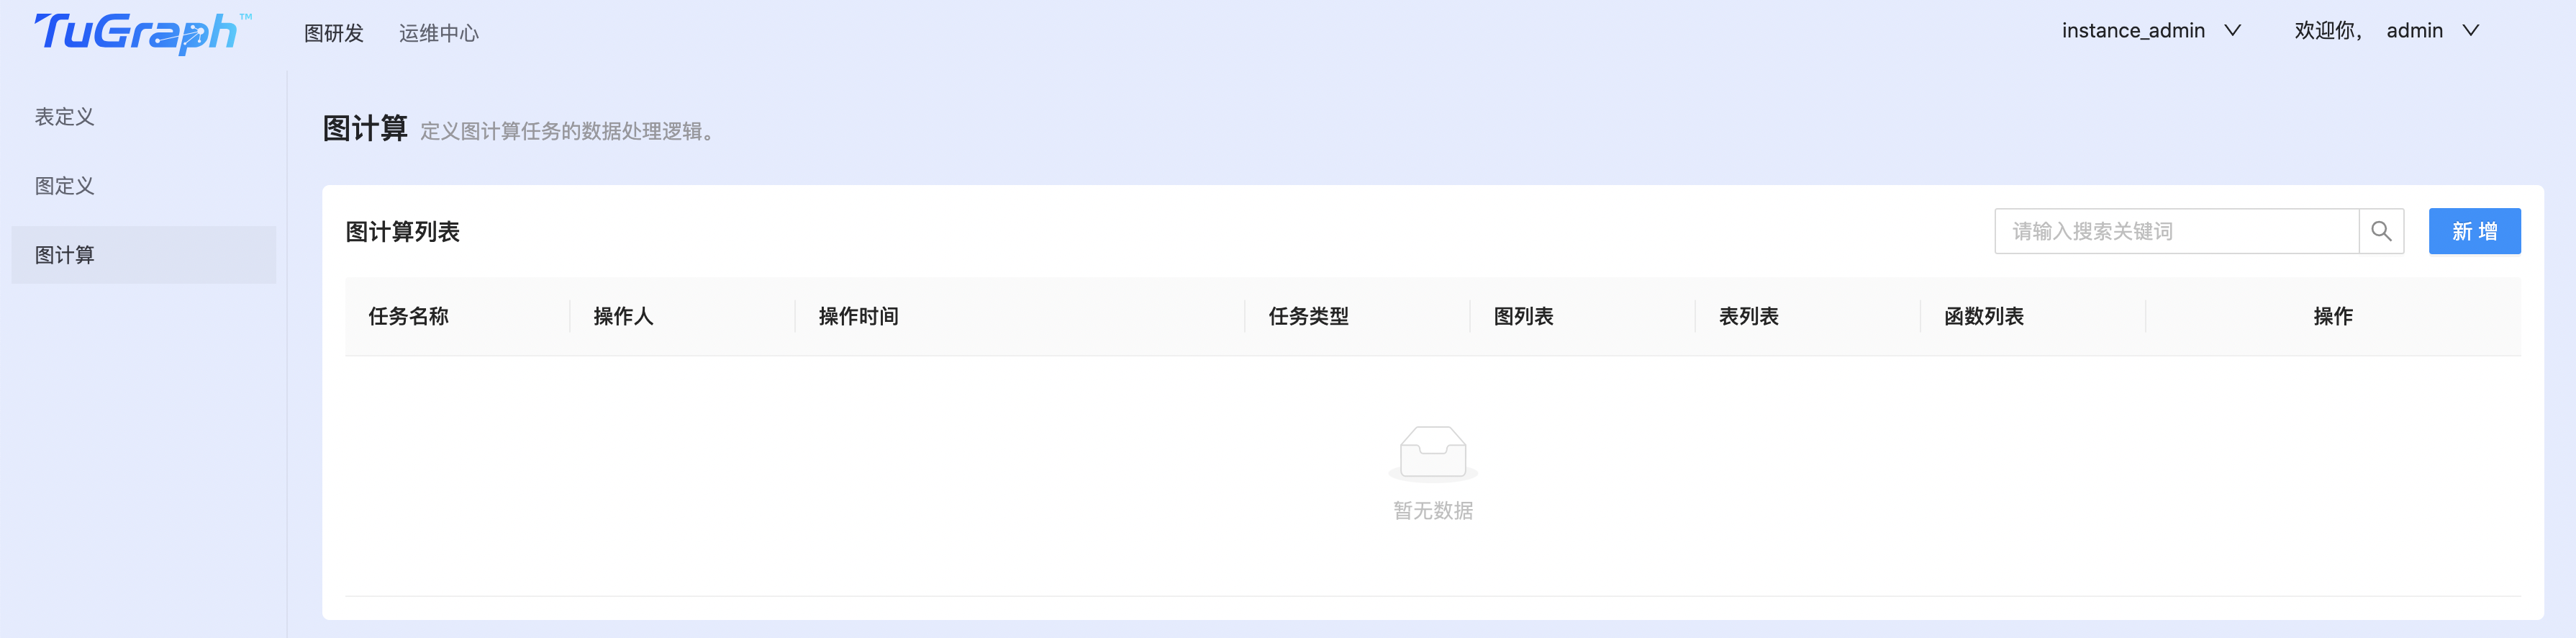 TuGraph™ 图研发 运维中心 instance_admin 欢迎你， admin
表定义
图定义
图计算
图计算 定义图计算任务的数据处理逻辑。
图计算列表 请输入搜索关键词 新 增
任务名称 操作人 操作时间 任务类型 图列表 表列表 函数列表 操作
暂无数据